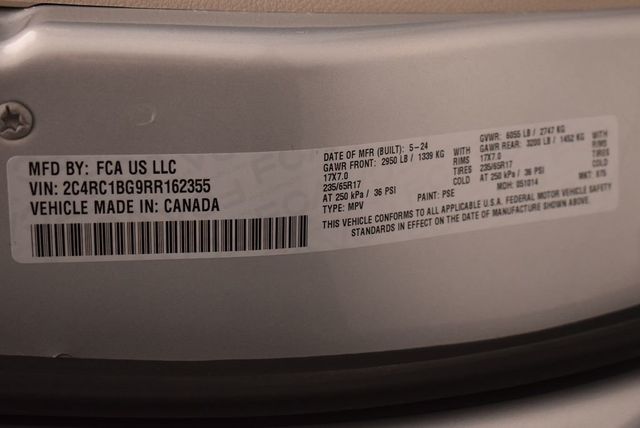 MFD BY: FCA US LLC
VIN: 2C4RC1BG9RR162355
VEHICLE MADE IN: CANADA
DATE OF MFR (BUILT): 5-24
GVWR: 6055 LB / 2747 KG
GAWR FRONT: 2950 LB / 1339 KG WITH
GAWR REAR: 3200 LB / 1452 KG WITH
17X7.0 RIMS
17X7.0 RIMS
235/65R17 TIRES
235/65R17 TIRES
AT 250 kPa / 36 PSI COLD
AT 250 kPa / 36 PSI COLD
TYPE: MPV PAINT: PSE MDH: 051014 MKT: 675
THIS VEHICLE CONFORMS TO ALL APPLICABLE U.S.A. FEDERAL MOTOR VEHICLE SAFETY
STANDARDS IN EFFECT ON THE DATE OF MANUFACTURE SHOWN ABOVE.